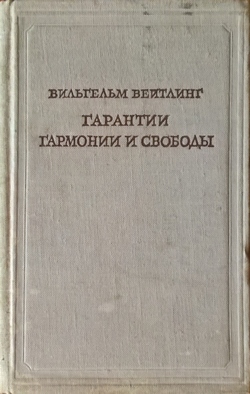 ВИЛЬГЕЛЬМ ВЕЙТЛИНГ
ГАРАНТИИ
ГАРМОНИИ И СВОБОДЫ